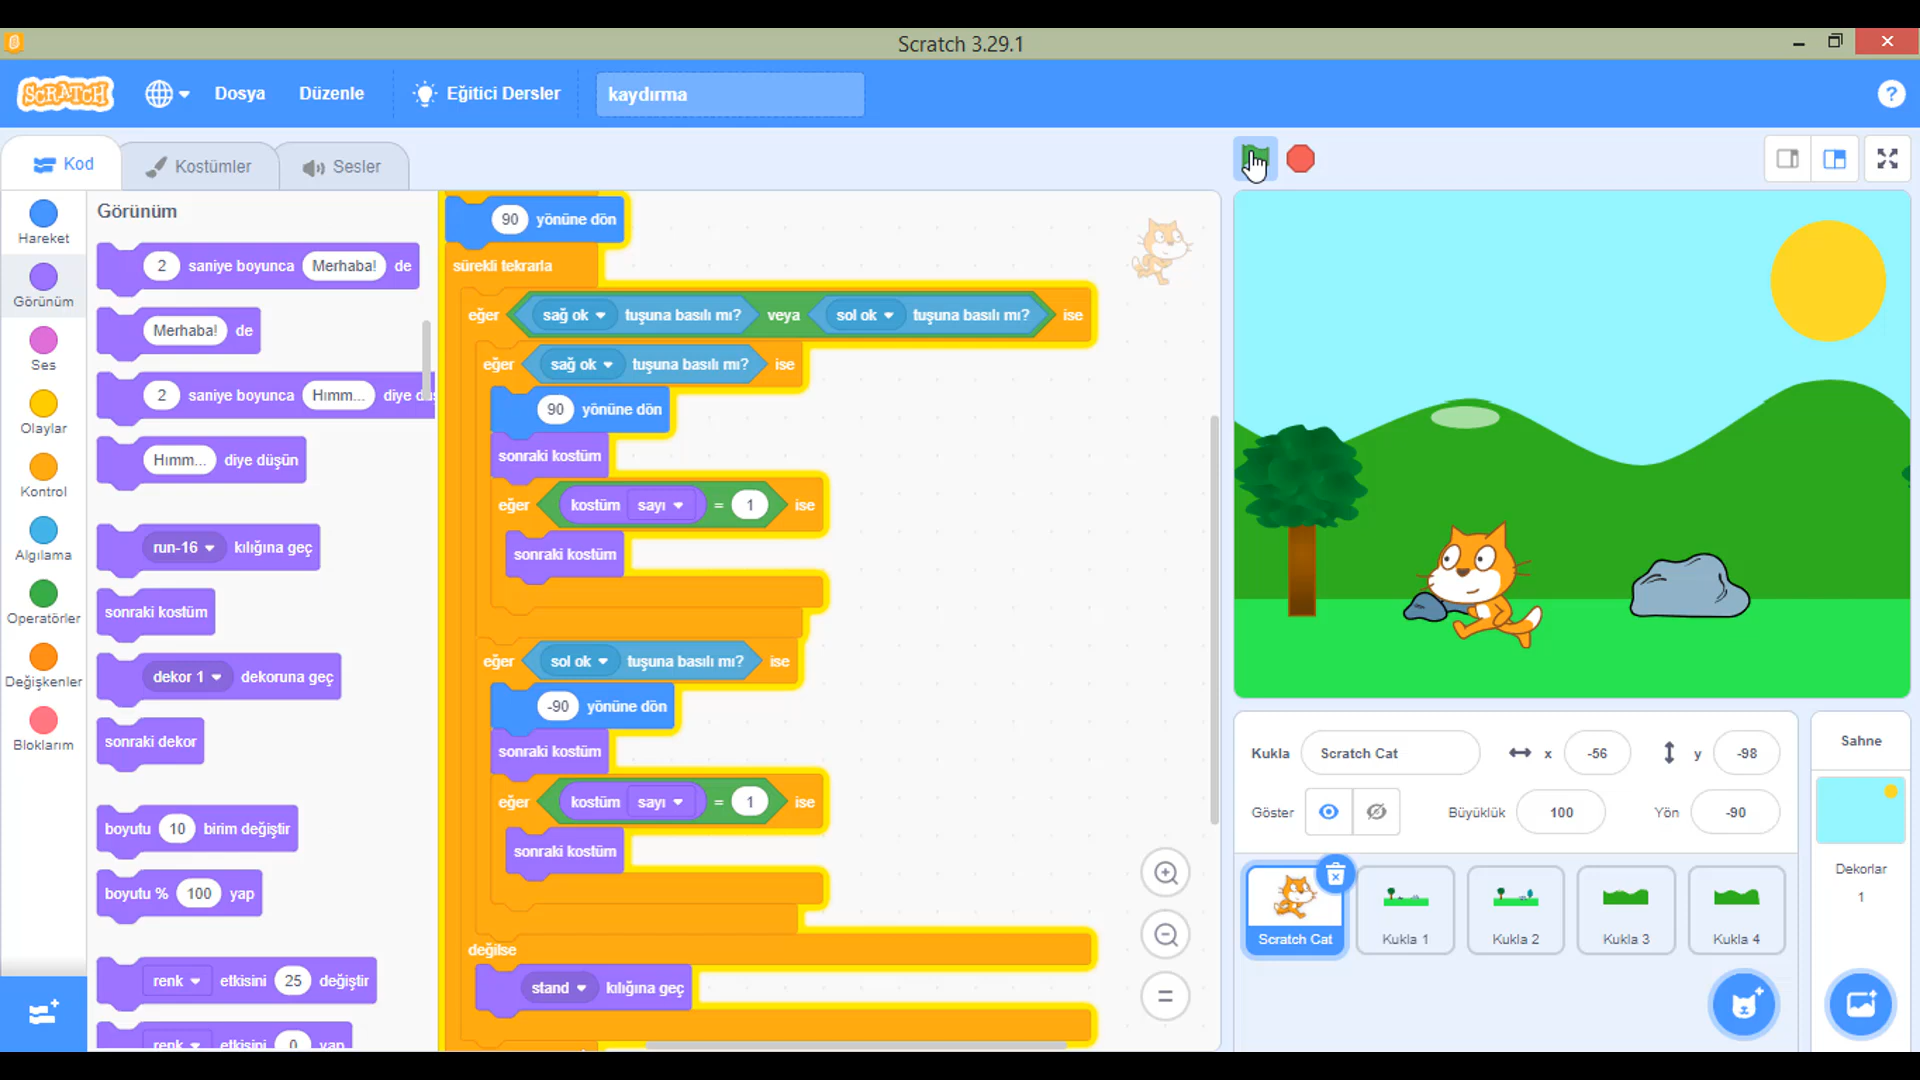 Scratch 3.29.1
SCRATCH
Dosya
Düzenle
Eğitici Dersler
kaydırma
?
Kod
Kostümler
Sesler
Hareket
Görünüm
Ses
Olaylar
Kontrol
Algılama
Operatörler
Değişkenler
Bloklarım
Görünüm
2 saniye boyunca Merhaba! de
Merhaba! de
2 saniye boyunca Hımm... diye
Hımm... diye düşün
run-16 kılığına geç
sonraki kostüm
dekor 1 dekoruna geç
sonraki dekor
boyutu 10 birim değiştir
boyutu % 100 yap
renk etkisini 25 değiştir
renk etkisini 0 yap
90 yönüne dön
sürekli tekrarla
eğer sağ ok tuşuna basılı mı? veya sol ok tuşuna basılı mı? ise
eğer sağ ok tuşuna basılı mı? ise
90 yönüne dön
sonraki kostüm
eğer kostüm sayı = 1 ise
sonraki kostüm
eğer sol ok tuşuna basılı mı? ise
-90 yönüne dön
sonraki kostüm
eğer kostüm sayı = 1 ise
sonraki kostüm
değilse
stand kılığına geç
Kukla Scratch Cat x -56 y -98
Göster Büyüklük 100 Yön -90
Scratch Cat
Kukla 1
Kukla 2
Kukla 3
Kukla 4
Sahne
Dekorlar
1